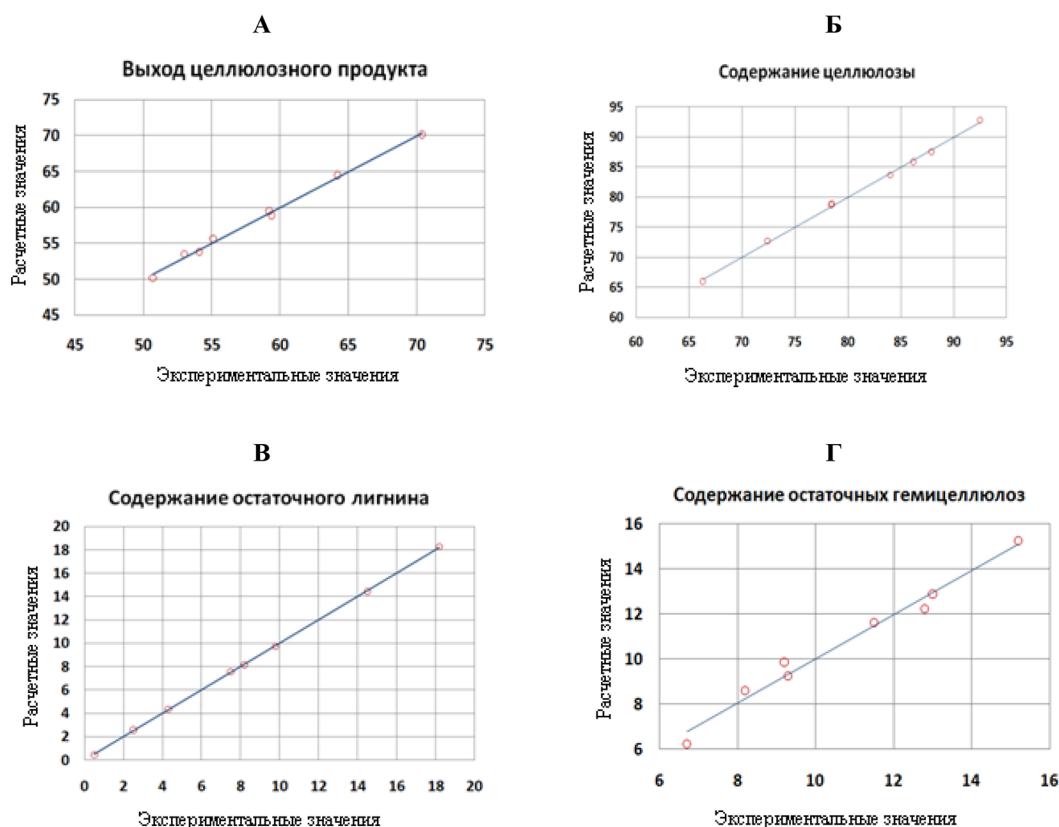 А
Выход целлюлозного продукта
75
70
65
60
55
50
45
45 50 55 60 65 70 75
Расчетные значения
Экспериментальные значения
Б
Содержание целлюлозы
95
90
85
80
75
70
65
60
60 65 70 75 80 85 90 95
Расчетные значения
Экспериментальные значения
В
Содержание остаточного лигнина
20
18
16
14
12
10
8
6
4
2
0
0 2 4 6 8 10 12 14 16 18 20
Расчетные значения
Экспериментальные значения
Г
Содержание остаточных гемицеллюлоз
16
14
12
10
8
6
6 8 10 12 14 16
Расчетные значения
Экспериментальные значения